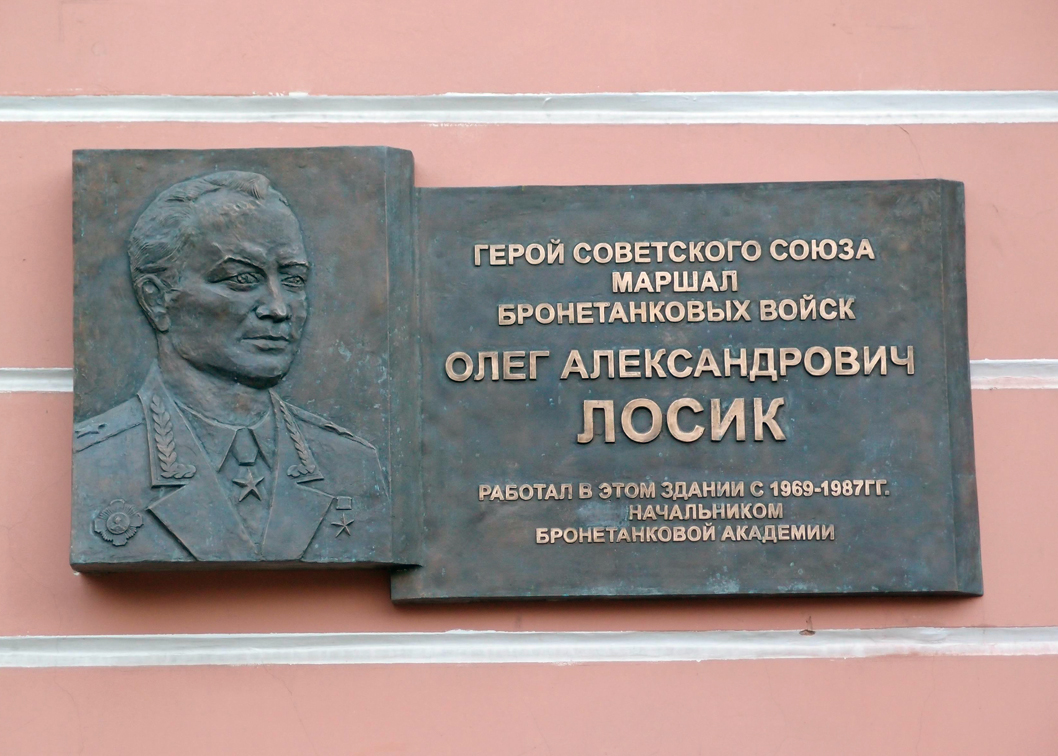 ГЕРОЙ СОВЕТСКОГО СОЮЗА
МАРШАЛ
БРОНЕТАНКОВЫХ ВОЙСК
ОЛЕГ АЛЕКСАНДРОВИЧ
ЛОСИК
РАБОТАЛ В ЭТОМ ЗДАНИИ С 1969-1987ГГ.
НАЧАЛЬНИКОМ
БРОНЕТАНКОВОЙ АКАДЕМИИ